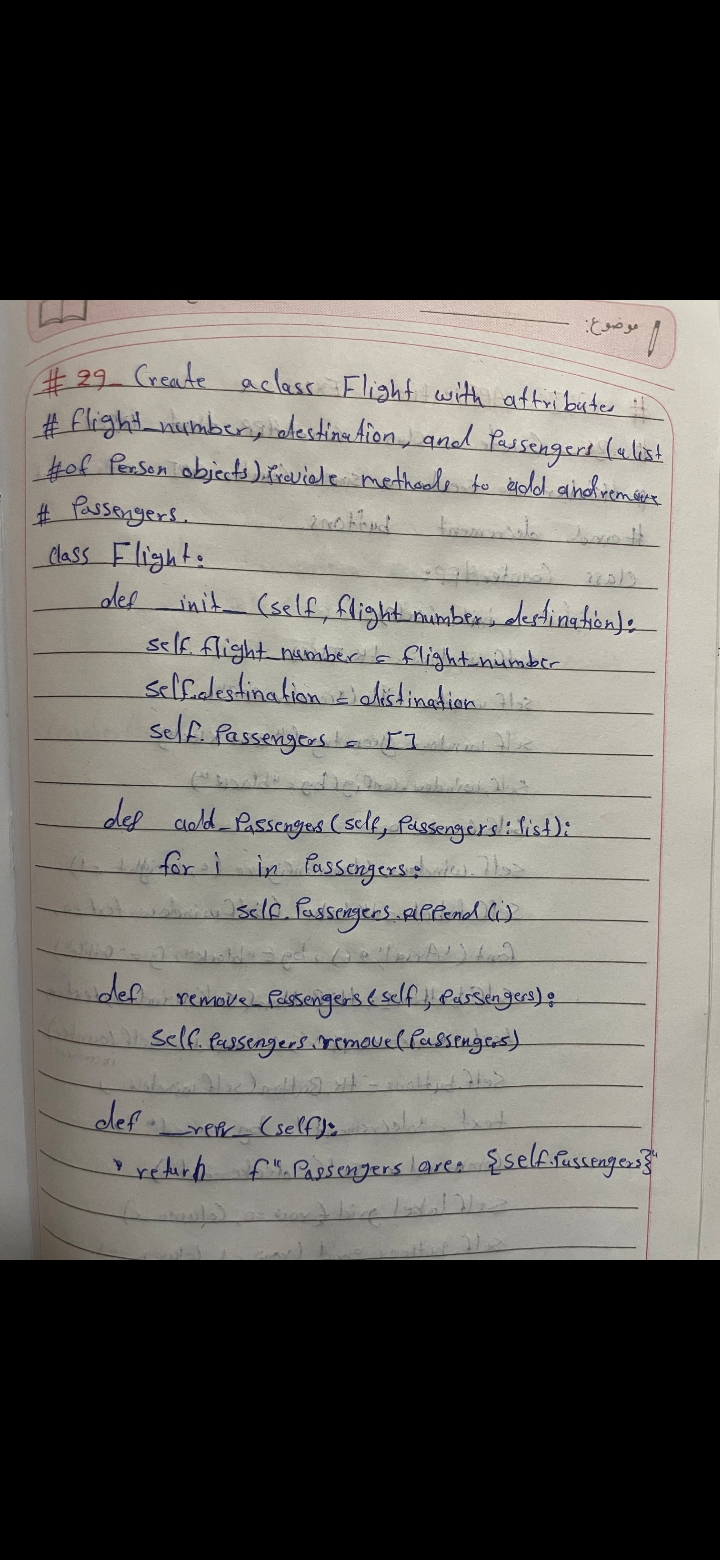 موضوع:
# 29_ Create a class Flight with attributes
# flight_number, destination, and Passengers (a list
# of Person objects). Provide methods to add and remove
# Passengers.
class Flight:
def __init__ (self, flight_number, destination):
self.flight_number = flight_number
self.destination = distination
self.Passengers = []
def add_Passenges (self, Passengers: list):
for i in Passengers:
self.Passengers.append (i)
def remove_Passengers (self, Passengers):
self.Passengers.remove(Passengers)
def __repr__ (self):
return f"Passengers are: {self.Passengers}"